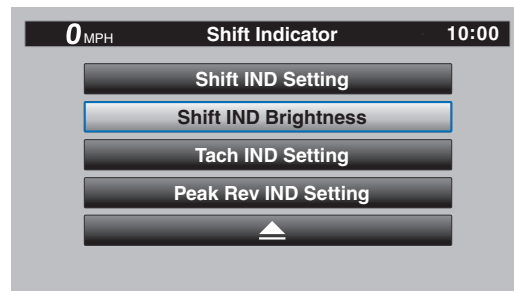 0 MPH Shift Indicator 10:00
Shift IND Setting
Shift IND Brightness
Tach IND Setting
Peak Rev IND Setting